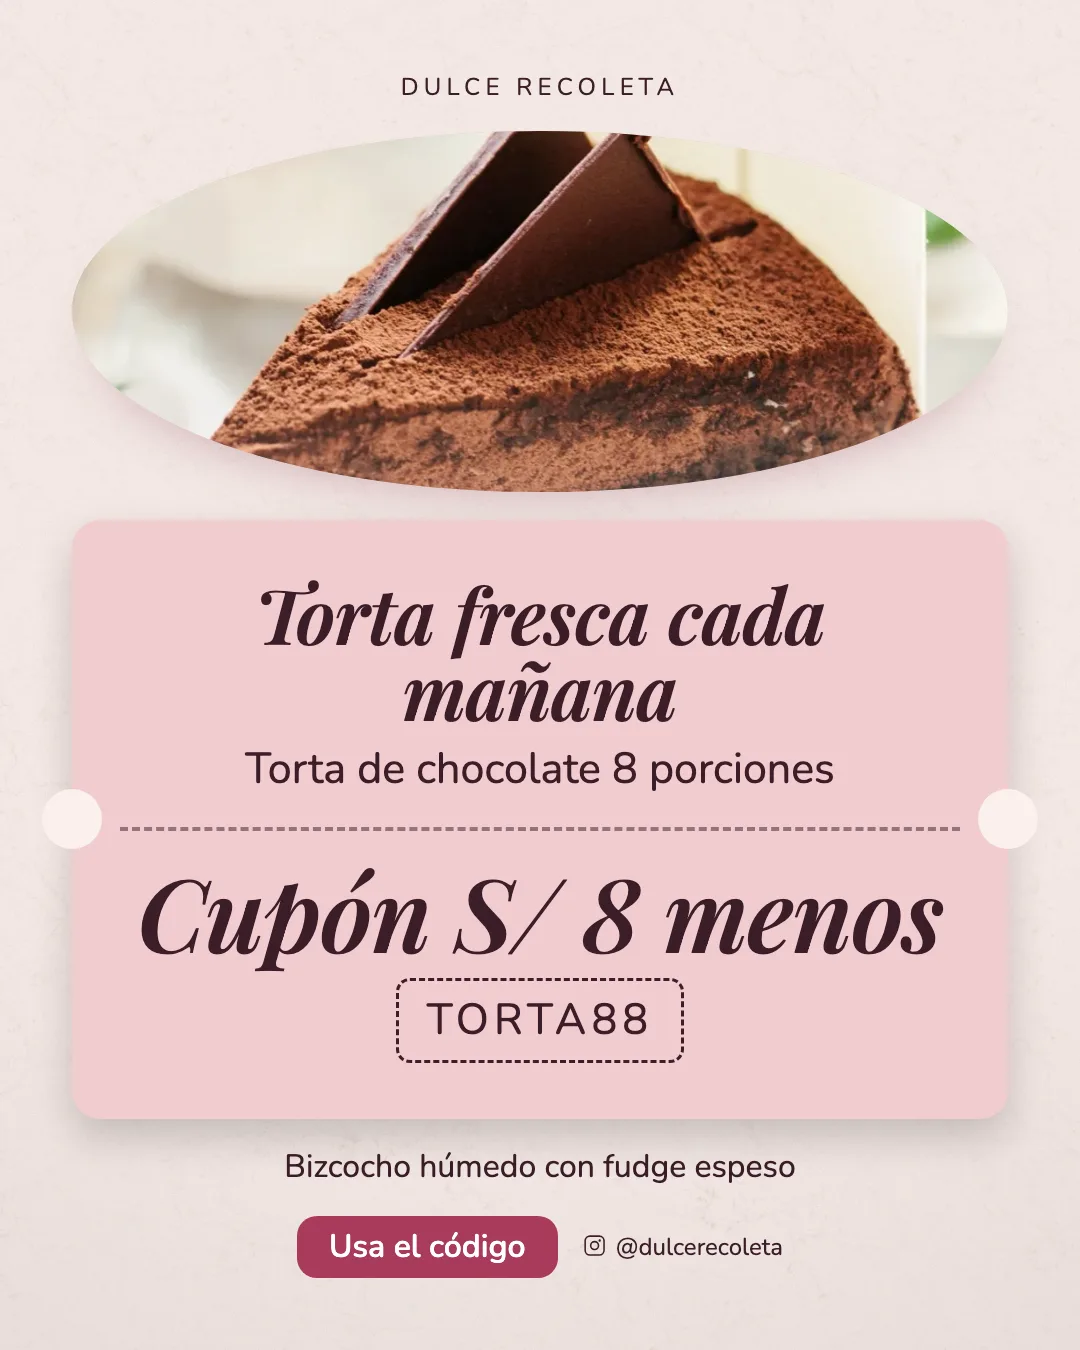 DULCE RECOLETA
Torta fresca cada
mañana
Torta de chocolate 8 porciones
Cupón S/ 8 menos
TORTA88
Bizcocho húmedo con fudge espeso
Usa el código
@dulcerecoleta